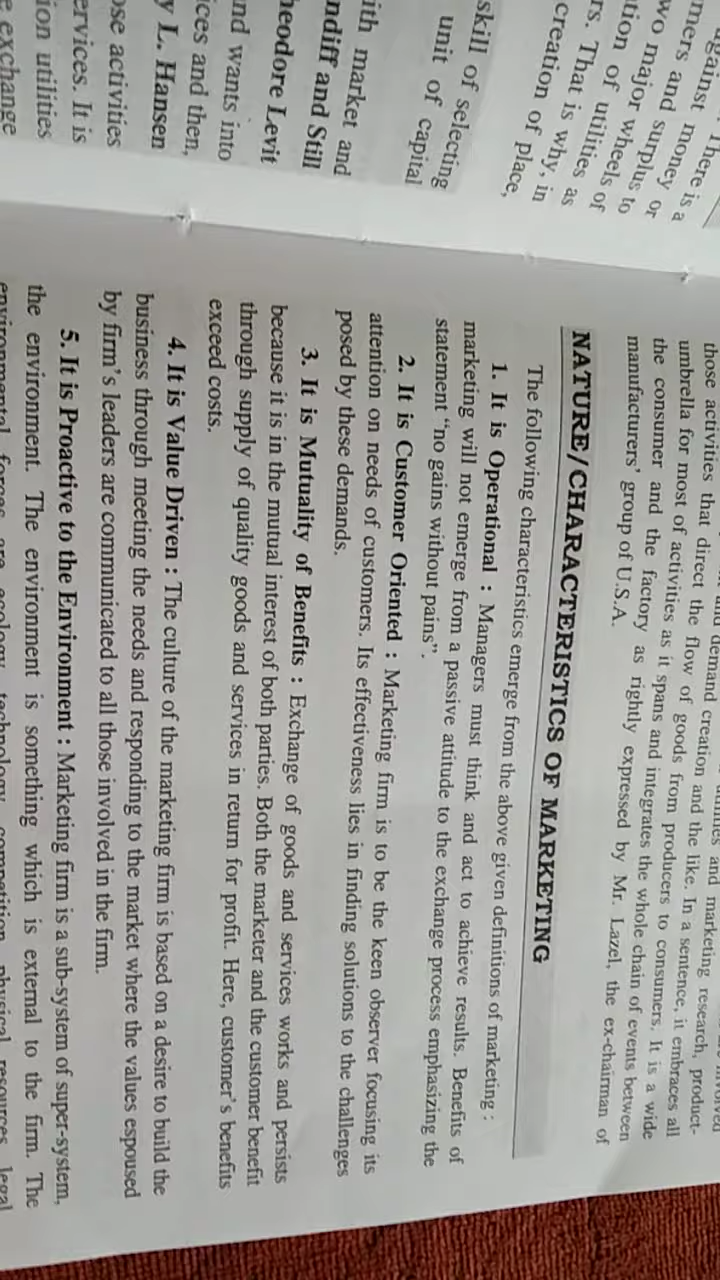 against There
rmers and money
two major surplus or
tion of wheels to
rs. That utilities of
creation is why, in
of place,
skill of selecting
unit of capital
ith market and
ndiff and Still
heodore Levit
nd wants into
ices and then,
y L. Hansen
ose activities
ervices. It is
ion utilities
e exchange
and demand creation and the like. In a sentence, it embraces all
those activities that direct the flow of goods from producers to consumers. It is a wide
umbrella for most of activities as it spans and integrates the whole chain of events between
the consumer and the factory as rightly expressed by Mr. Lazel, the ex-chairman of
manufacturers' group of U.S.A.
NATURE/CHARACTERISTICS OF MARKETING
The following characteristics emerge from the above given definitions of marketing :
1. It is Operational : Managers must think and act to achieve results. Benefits of
marketing will not emerge from a passive attitude to the exchange process emphasizing the
statement "no gains without pains".
2. It is Customer Oriented : Marketing firm is to be the keen observer focusing its
attention on needs of customers. Its effectiveness lies in finding solutions to the challenges
posed by these demands.
3. It is Mutuality of Benefits : Exchange of goods and services works and persists
because it is in the mutual interest of both parties. Both the marketer and the customer benefit
through supply of quality goods and services in return for profit. Here, customer's benefits
exceed costs.
4. It is Value Driven : The culture of the marketing firm is based on a desire to build the
business through meeting the needs and responding to the market where the values espoused
by firm's leaders are communicated to all those involved in the firm.
5. It is Proactive to the Environment : Marketing firm is a sub-system of super-system,
the environment. The environment is something which is external to the firm. The
environmental forces are ecology, technology, competition, physical resources, legal